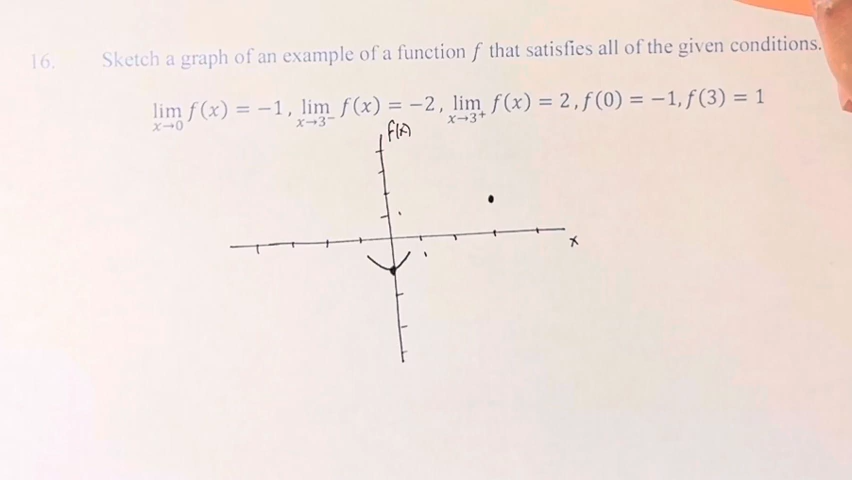 16. Sketch a graph of an example of a function f that satisfies all of the given conditions.
lim x→0 f(x) = −1, lim x→3⁻ f(x) = −2, lim x→3⁺ f(x) = 2, f(0) = −1, f(3) = 1
f(x)
x